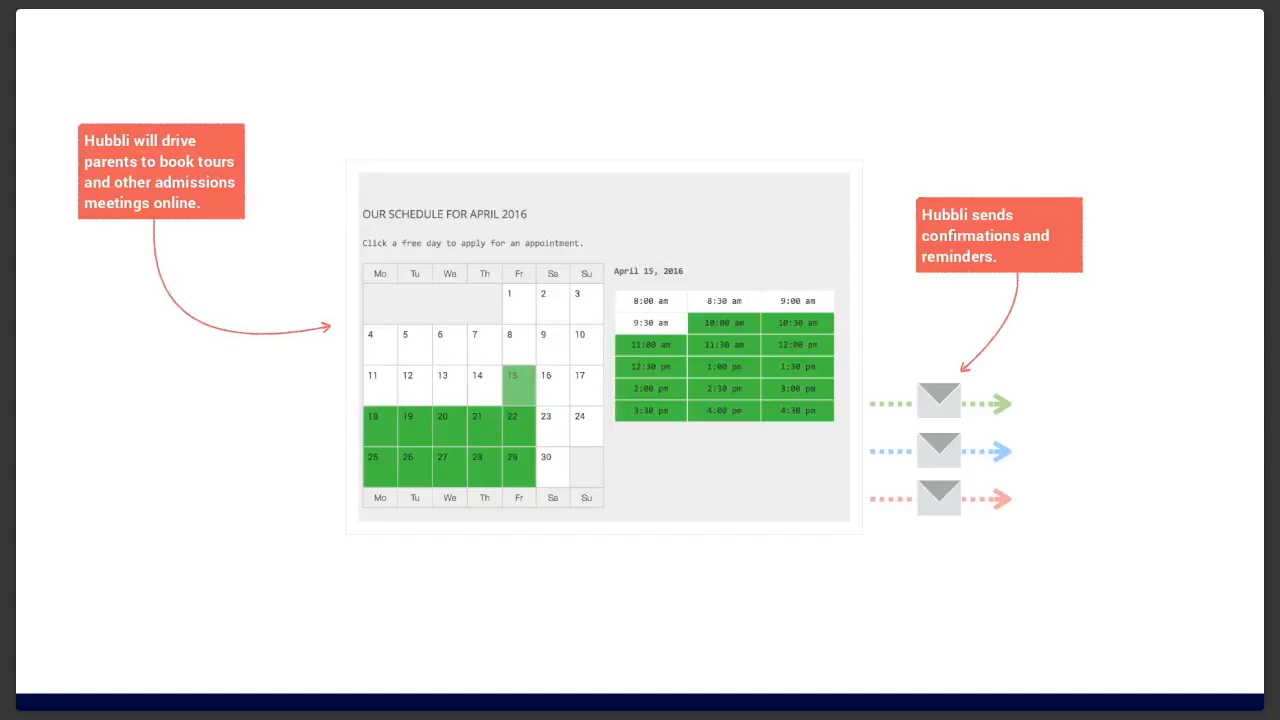 Hubbli will drive
parents to book tours
and other admissions
meetings online.
OUR SCHEDULE FOR APRIL 2016
Click a free day to apply for an appointment.
Mo Tu We Th Fr Sa Su
1 2 3
4 5 6 7 8 9 10
11 12 13 14 15 16 17
18 19 20 21 22 23 24
25 26 27 28 29 30
Mo Tu We Th Fr Sa Su
April 15, 2016
8:00 am 8:30 am 9:00 am
9:30 am 10:00 am 10:30 am
11:00 am 11:30 am 12:00 pm
12:30 pm 1:00 pm 1:30 pm
2:00 pm 2:30 pm 3:00 pm
3:30 pm 4:00 pm 4:30 pm
Hubbli sends
confirmations and
reminders.